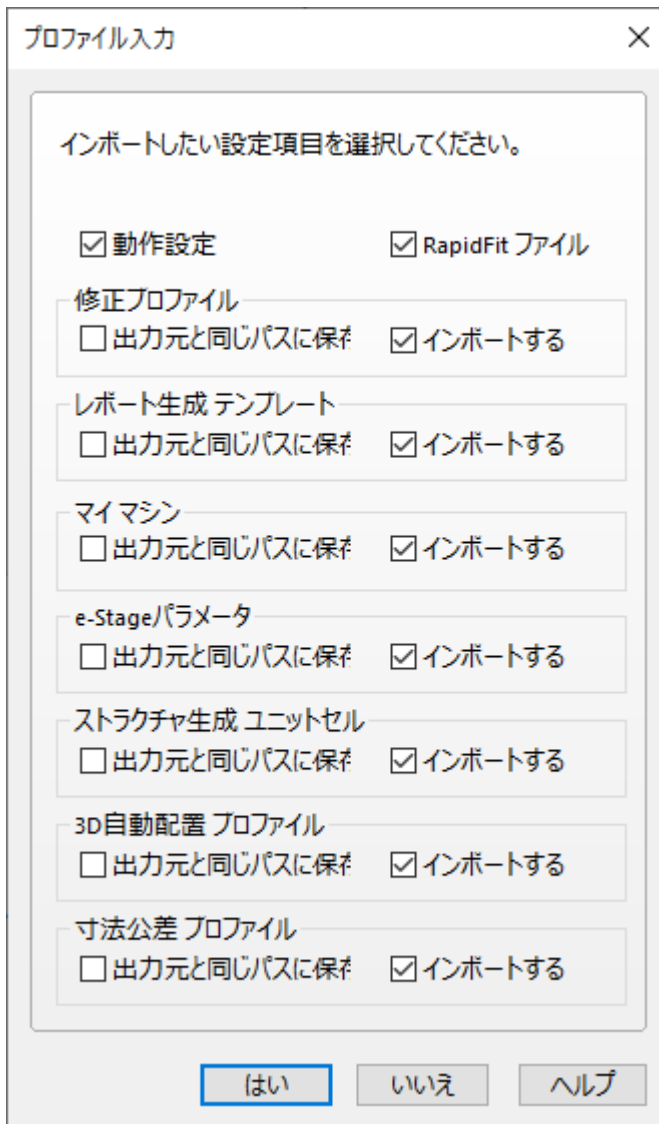 プロファイル入力
インポートしたい設定項目を選択してください。
動作設定 RapidFit ファイル
修正プロファイル
出力元と同じパスに保存 インポートする
レポート生成 テンプレート
出力元と同じパスに保存 インポートする
マイ マシン
出力元と同じパスに保存 インポートする
e-Stageパラメータ
出力元と同じパスに保存 インポートする
ストラクチャ生成 ユニットセル
出力元と同じパスに保存 インポートする
3D自動配置 プロファイル
出力元と同じパスに保存 インポートする
寸法公差 プロファイル
出力元と同じパスに保存 インポートする
はい いいえ ヘルプ